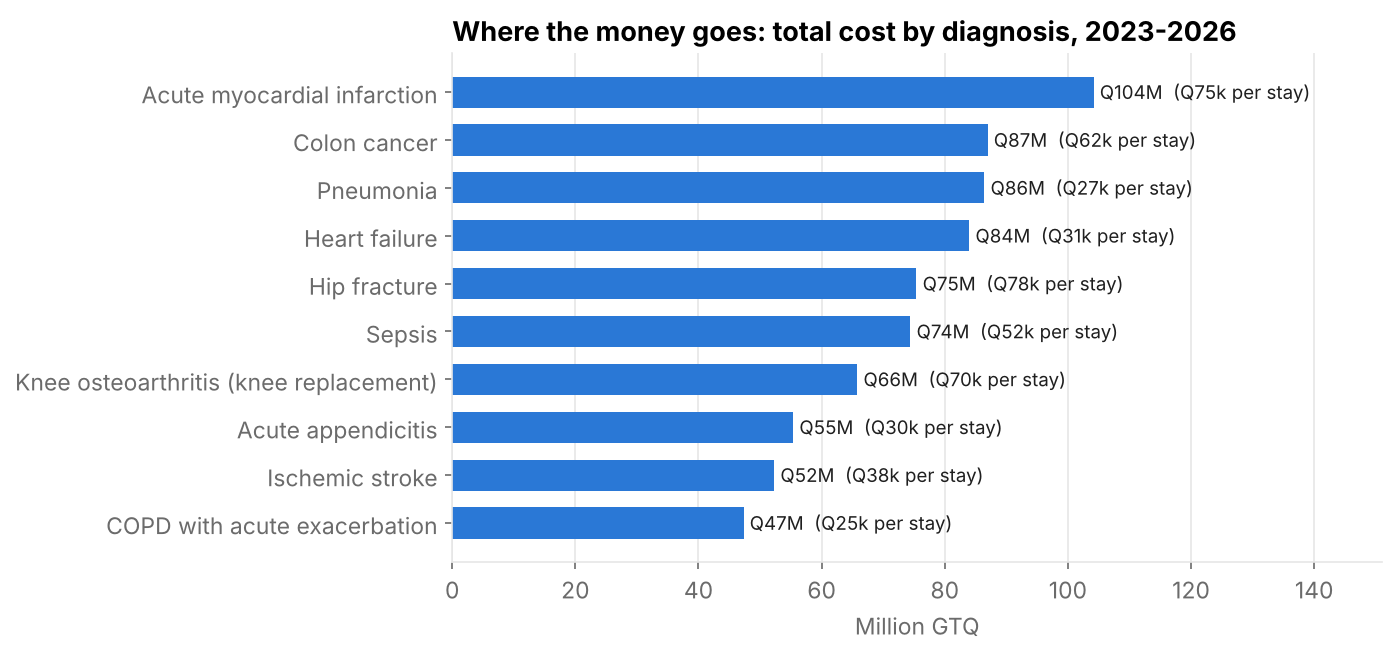 Where the money goes: total cost by diagnosis, 2023-2026
Acute myocardial infarction Q104M (Q75k per stay)
Colon cancer Q87M (Q62k per stay)
Pneumonia Q86M (Q27k per stay)
Heart failure Q84M (Q31k per stay)
Hip fracture Q75M (Q78k per stay)
Sepsis Q74M (Q52k per stay)
Knee osteoarthritis (knee replacement) Q66M (Q70k per stay)
Acute appendicitis Q55M (Q30k per stay)
Ischemic stroke Q52M (Q38k per stay)
COPD with acute exacerbation Q47M (Q25k per stay)
0 20 40 60 80 100 120 140
Million GTQ